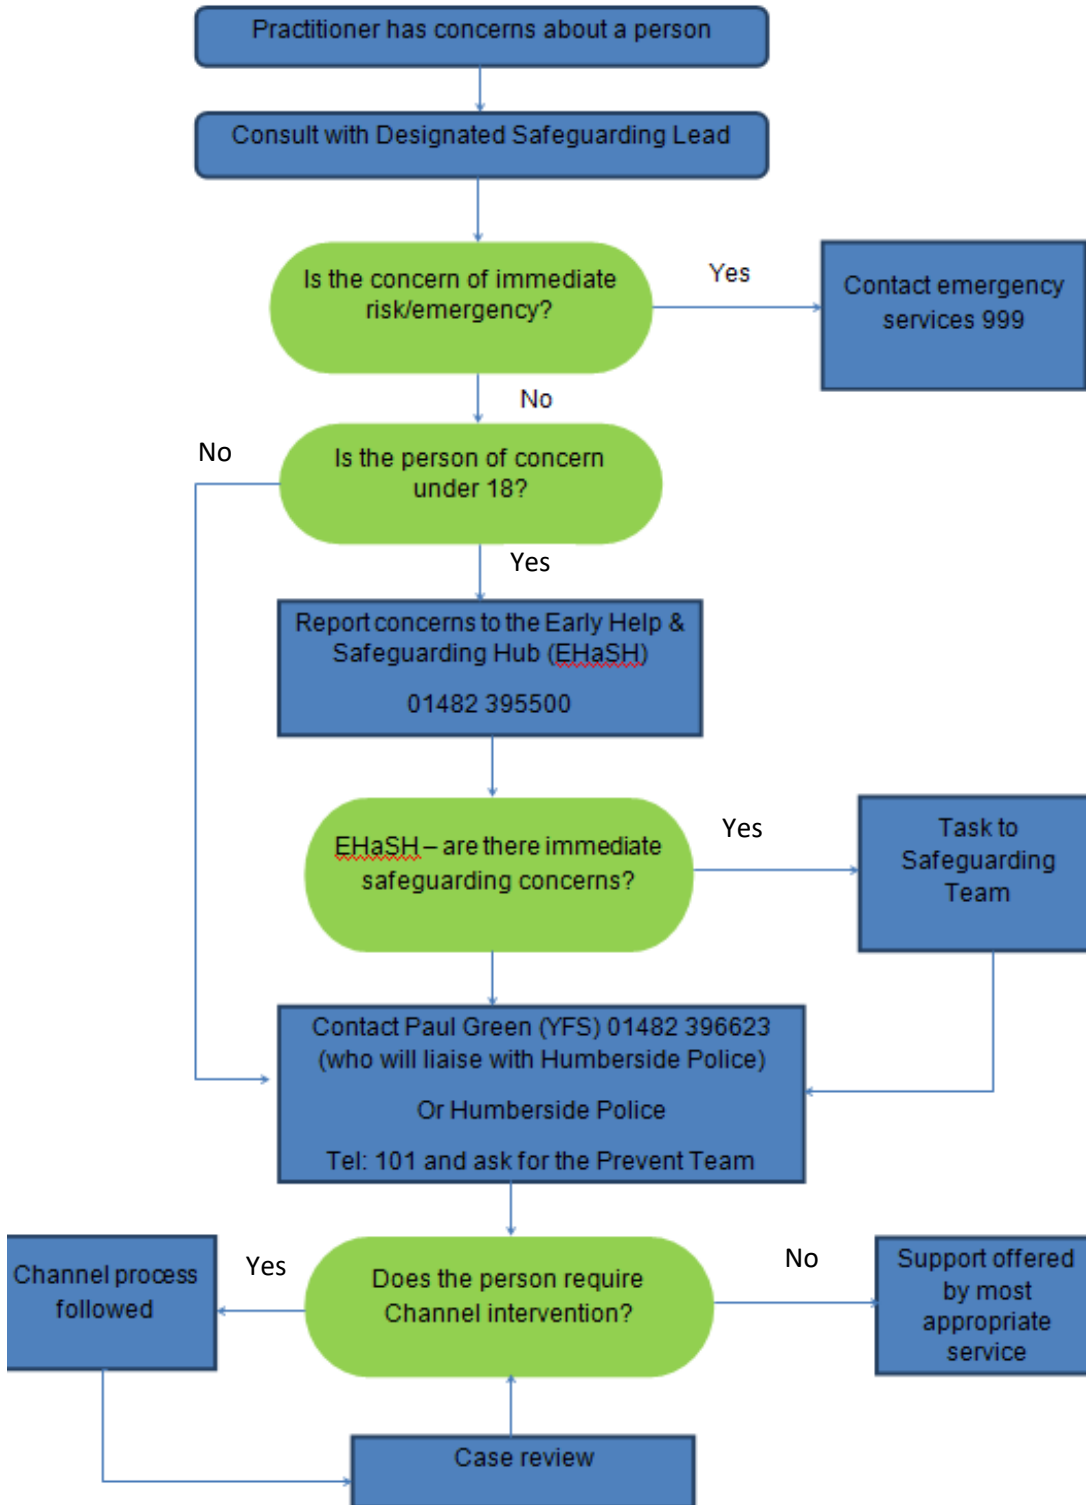 Practitioner has concerns about a person
Consult with Designated Safeguarding Lead
Is the concern of immediate
risk/emergency?
Yes
Contact emergency
services 999
No
No
Is the person of concern
under 18?
Yes
Report concerns to the Early Help &
Safeguarding Hub (EHaSH)
01482 395500
EHaSH – are there immediate
safeguarding concerns?
Yes
Task to
Safeguarding
Team
Contact Paul Green (YFS) 01482 396623
(who will liaise with Humberside Police)
Or Humberside Police
Tel: 101 and ask for the Prevent Team
Channel process
followed
Yes
Does the person require
Channel intervention?
No
Support offered
by most
appropriate
service
Case review